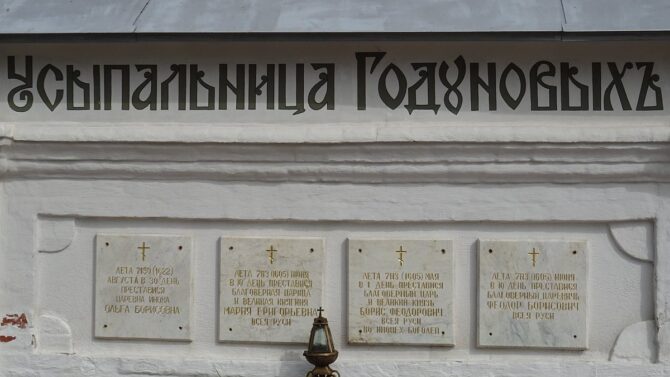 Усыпальница Годуновыхъ
ЛЕТА 7130 (1622)
АВГУСТА В 30 ДЕНЬ
ПРЕСТАВИСЯ
ЦАРЕВНА ИНОКА
ОЛЬГА БОРИСОВНА
ЛЕТА 7113 (1605) ИЮНЯ
В 10 ДЕНЬ ПРЕСТАВИСЯ
БЛАГОВЕРНАЯ ЦАРИЦА
И ВЕЛИКАЯ КНЯГИНЯ
МАРИЯ ГРИГОРЬЕВНА
ВСЕЯ РУСИ
ЛЕТА 7113 (1605) МАЯ
В 1 ДЕНЬ ПРЕСТАВИСЯ
БЛАГОВЕРНЫЙ ЦАРЬ
И ВЕЛИКИЙ КНЯЗЬ
БОРИС ФЕОДОРОВИЧ
ВСЕЯ РУСИ
ВО ИНОЦЕХ БОГОЛЕП
ЛЕТА 7113 (1605) ИЮНЯ
В 10 ДЕНЬ ПРЕСТАВИСЯ
БЛАГОВЕРНЫЙ ЦАРЕВИЧЬ
ФЕОДОР БОРИСОВИЧ
ВСЕЯ РУСИ